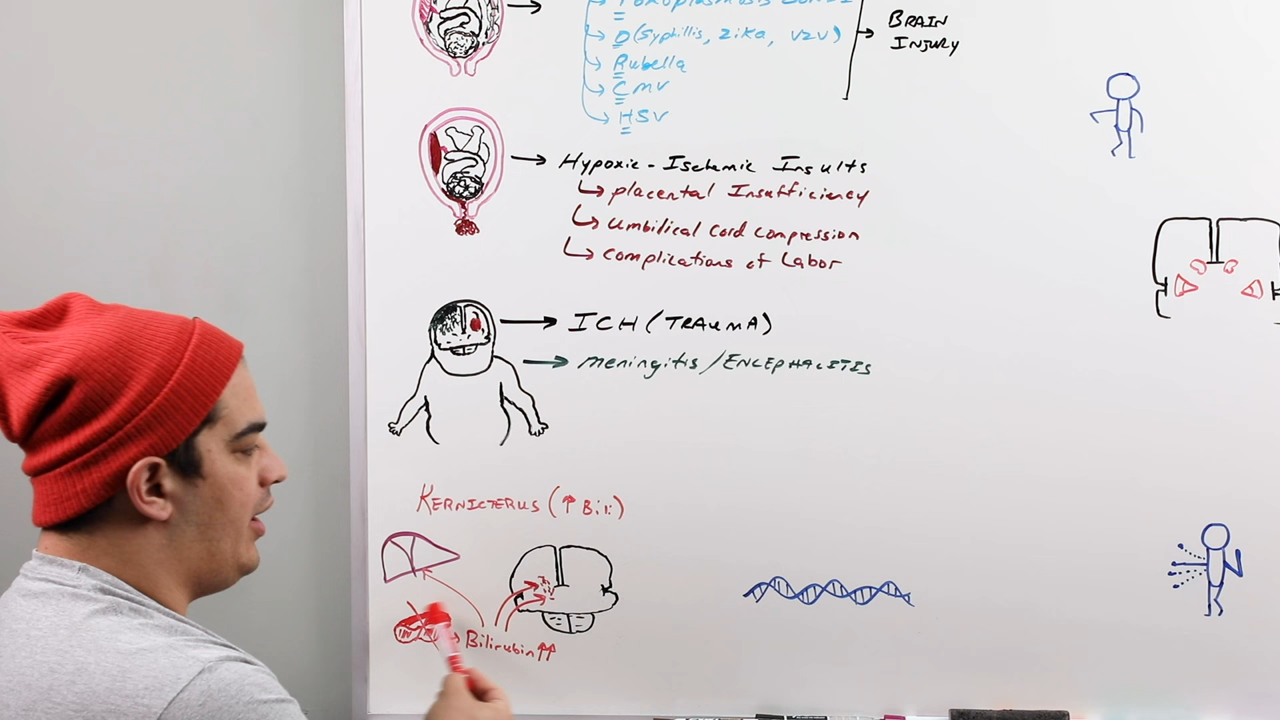 D (Syphillis, Zika, VZV)
Rubella
CMV
HSV
BRAIN
INJURY
Hypoxic-Ischemic Insults
placental Insufficiency
Umbilical Cord compression
complications of Labor
ICH (TRAUMA)
meningitis/ENCEPHALITIS
KERNICTERUS (↑ Bili)
Bilirubin ↑↑